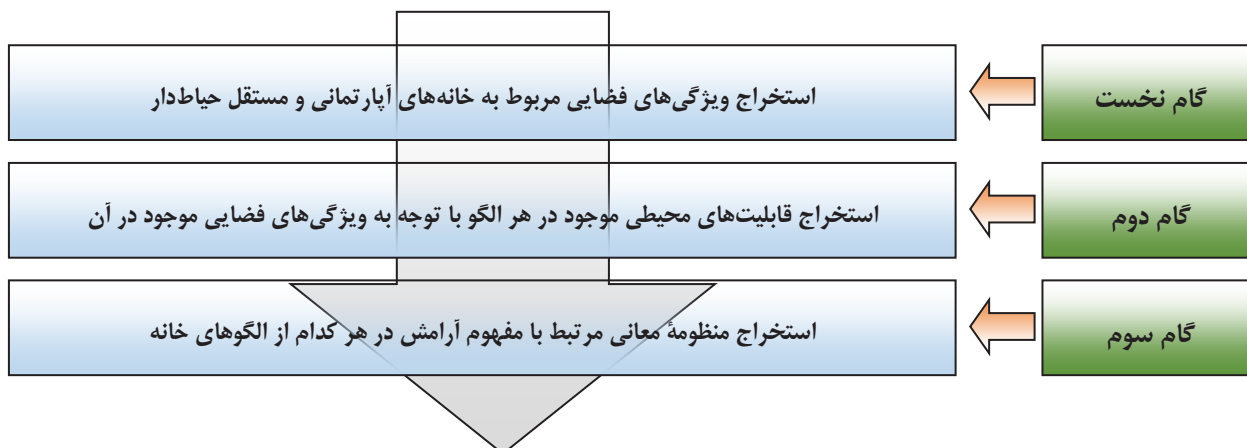 گام نخست
استخراج ویژگی‌های فضایی مربوط به خانه‌های آپارتمانی و مستقل حیاط‌دار
گام دوم
استخراج قابلیت‌های محیطی موجود در هر الگو با توجه به ویژگی‌های فضایی موجود در آن
گام سوم
استخراج منظومهٔ معانی مرتبط با مفهوم آرامش در هر کدام از الگوهای خانه